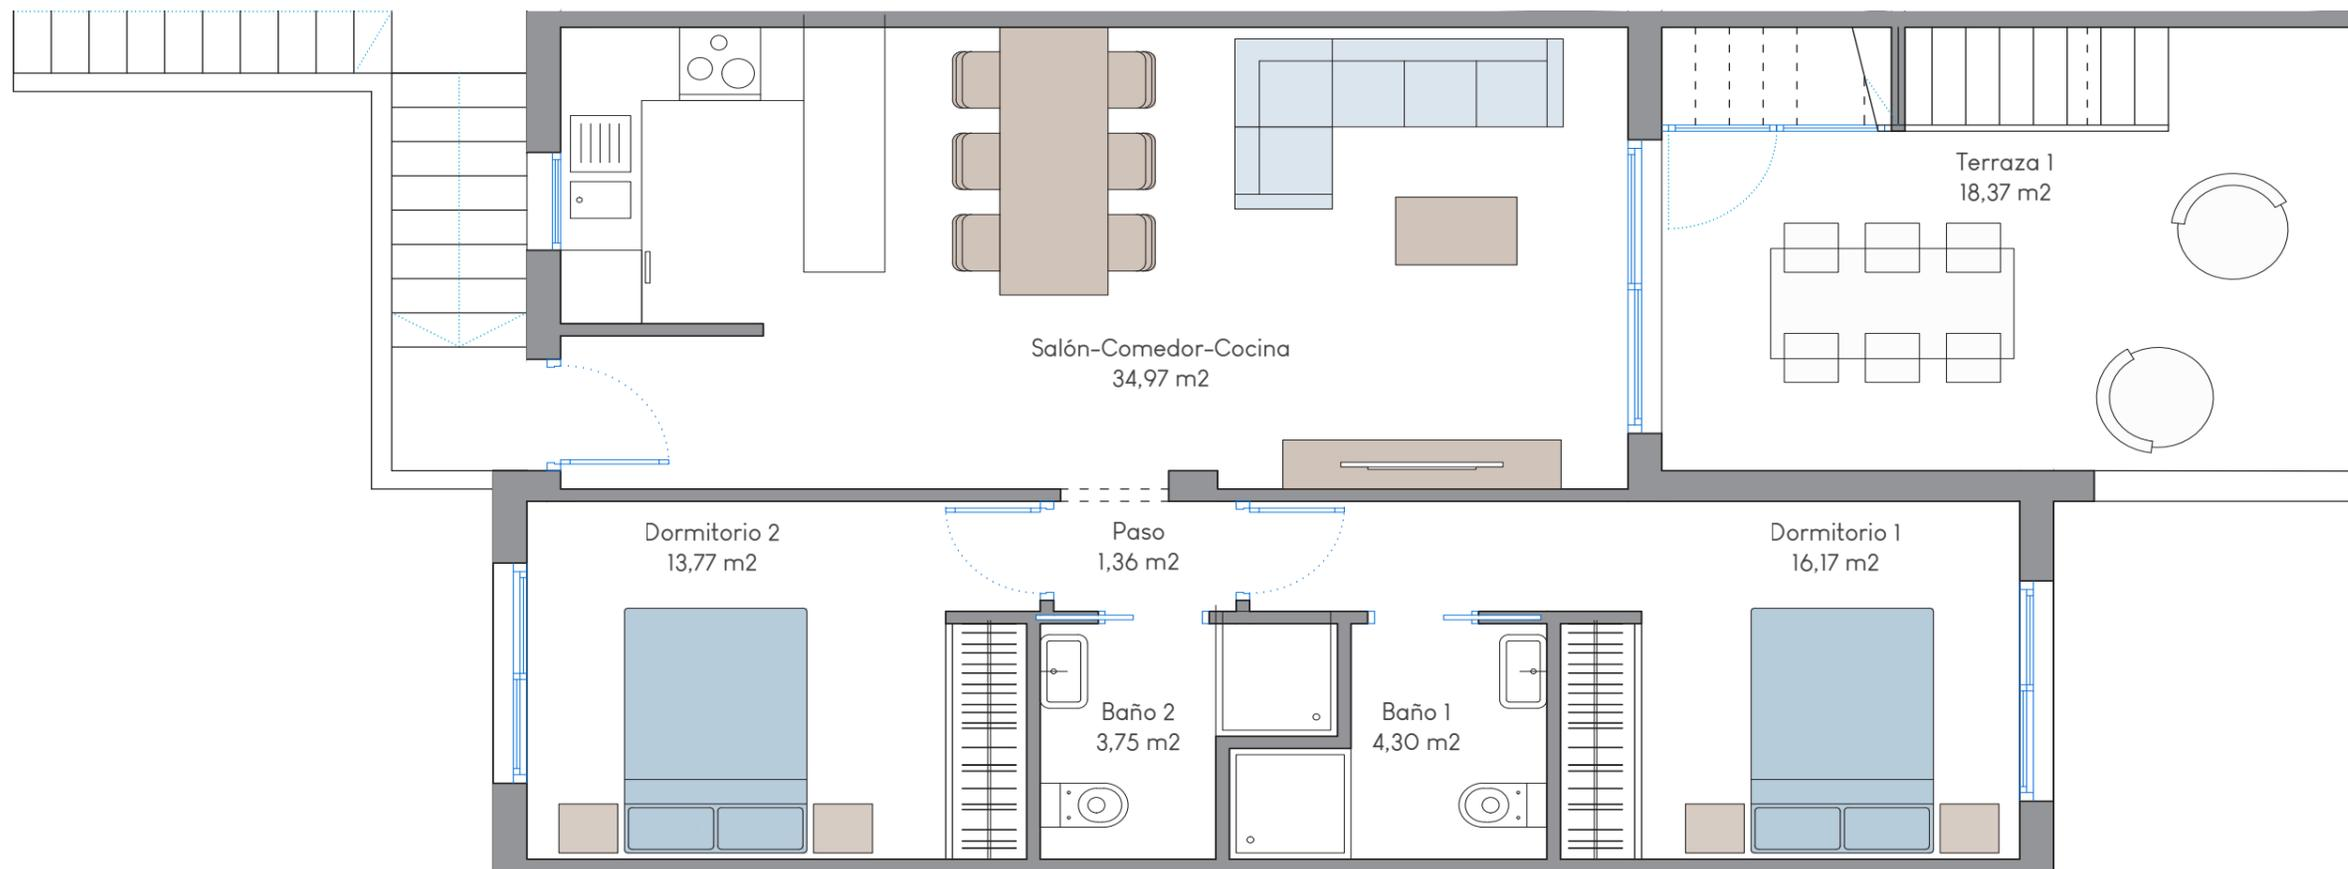 Terraza 1
18,37 m2
Salón-Comedor-Cocina
34,97 m2
Dormitorio 2
13,77 m2
Paso
1,36 m2
Dormitorio 1
16,17 m2
Baño 2
3,75 m2
Baño 1
4,30 m2